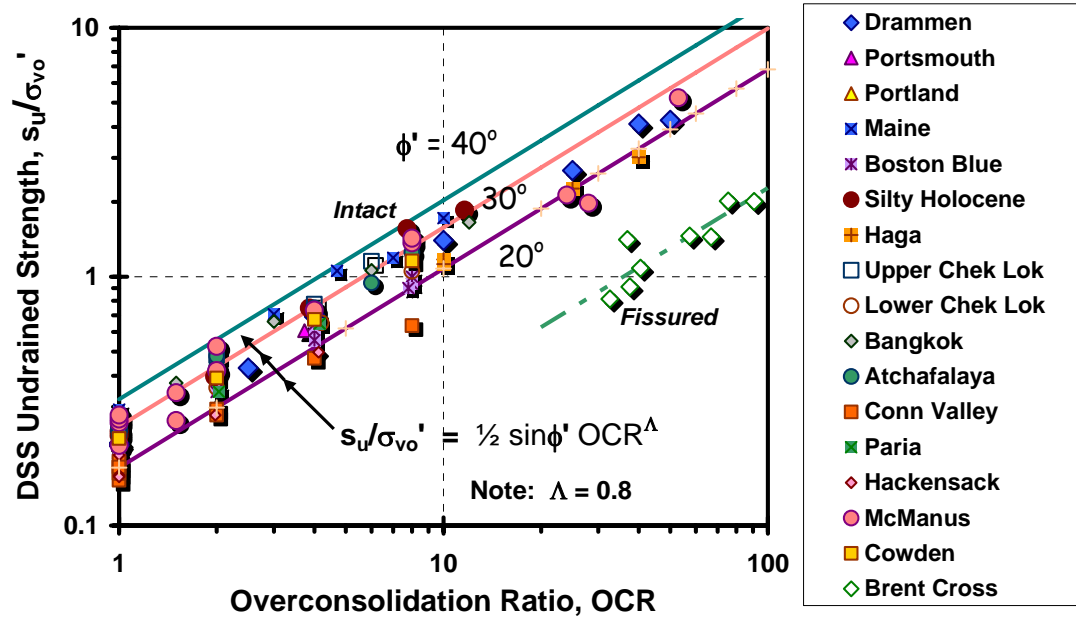 10
1
0.1
DSS Undrained Strength, su/σvo'
ϕ' = 40°
Intact
30°
20°
Fissured
su/σvo' = ½ sinϕ' OCR^Λ
Note: Λ = 0.8
1
10
100
Overconsolidation Ratio, OCR
Drammen
Portsmouth
Portland
Maine
Boston Blue
Silty Holocene
Haga
Upper Chek Lok
Lower Chek Lok
Bangkok
Atchafalaya
Conn Valley
Paria
Hackensack
McManus
Cowden
Brent Cross